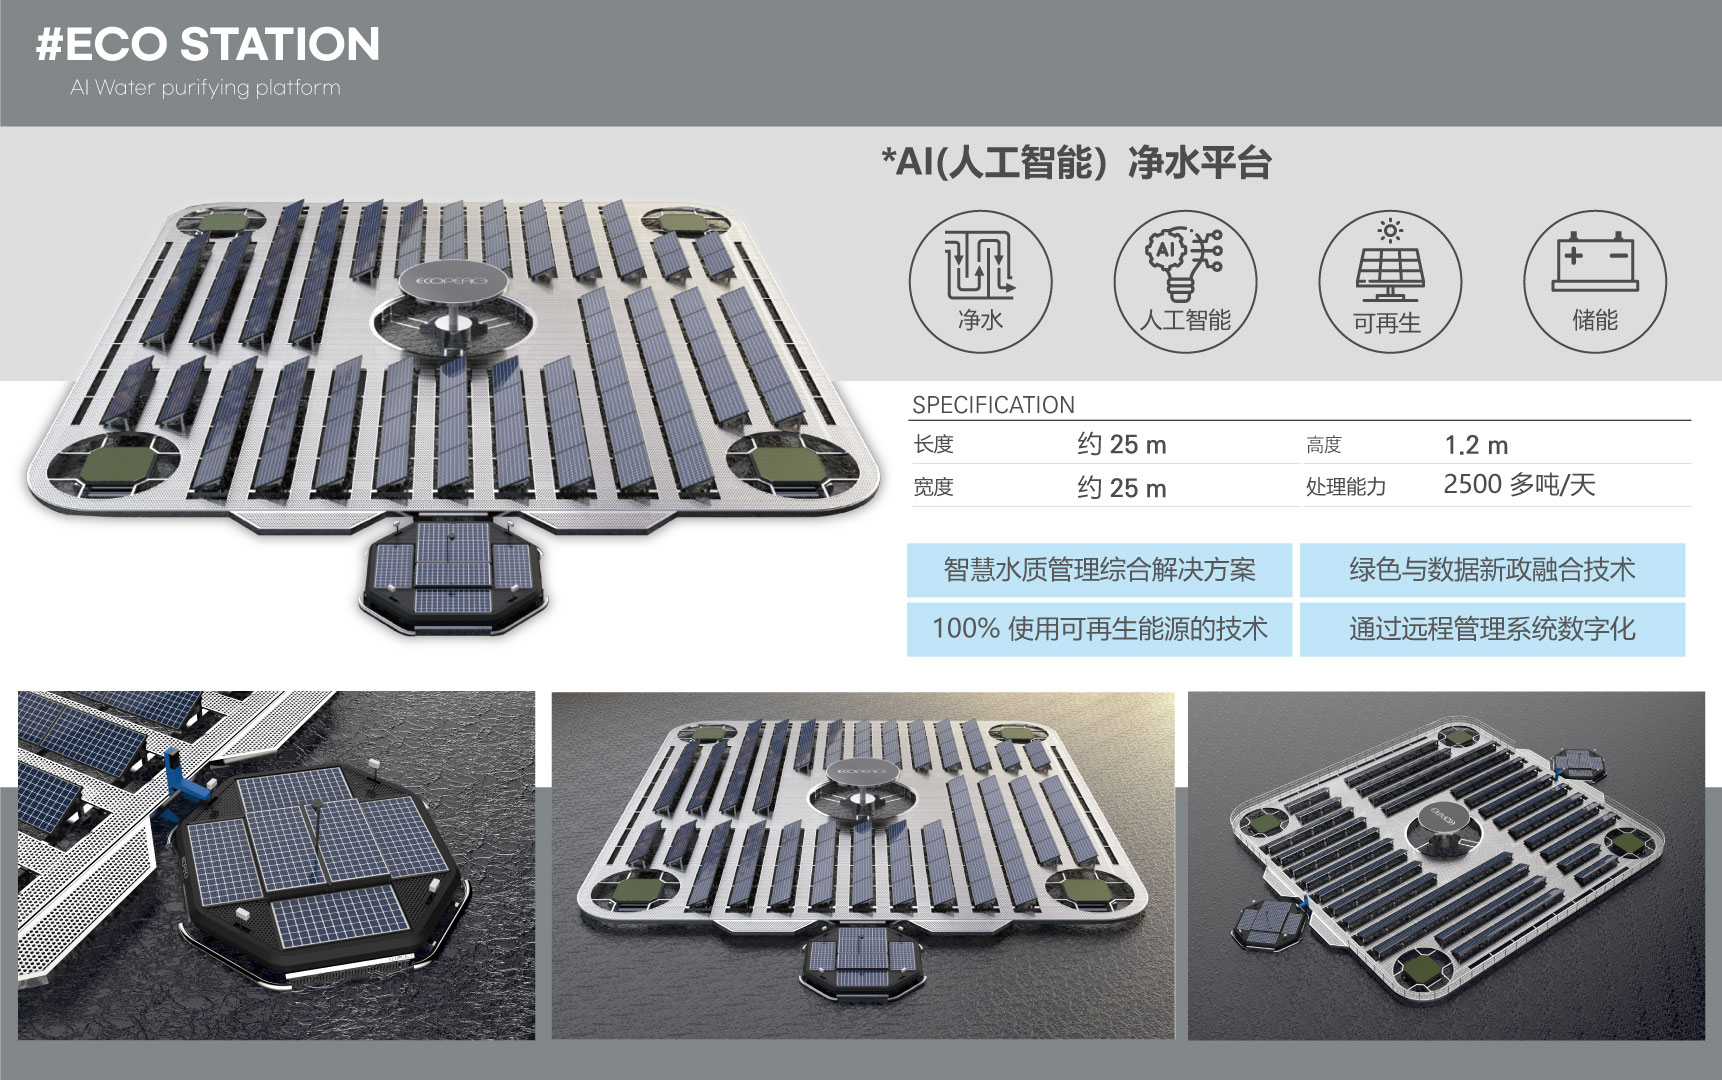 #ECO STATION
AI Water purifying platform
*AI(人工智能）净水平台
AI
净水
人工智能
可再生
储能
SPECIFICATION
长度 约 25 m 高度 1.2 m
宽度 约 25 m 处理能力 2500 多吨/天
智慧水质管理综合解决方案
绿色与数据新政融合技术
100% 使用可再生能源的技术
通过远程管理系统数字化
ECOPEACE
ECOPEACE